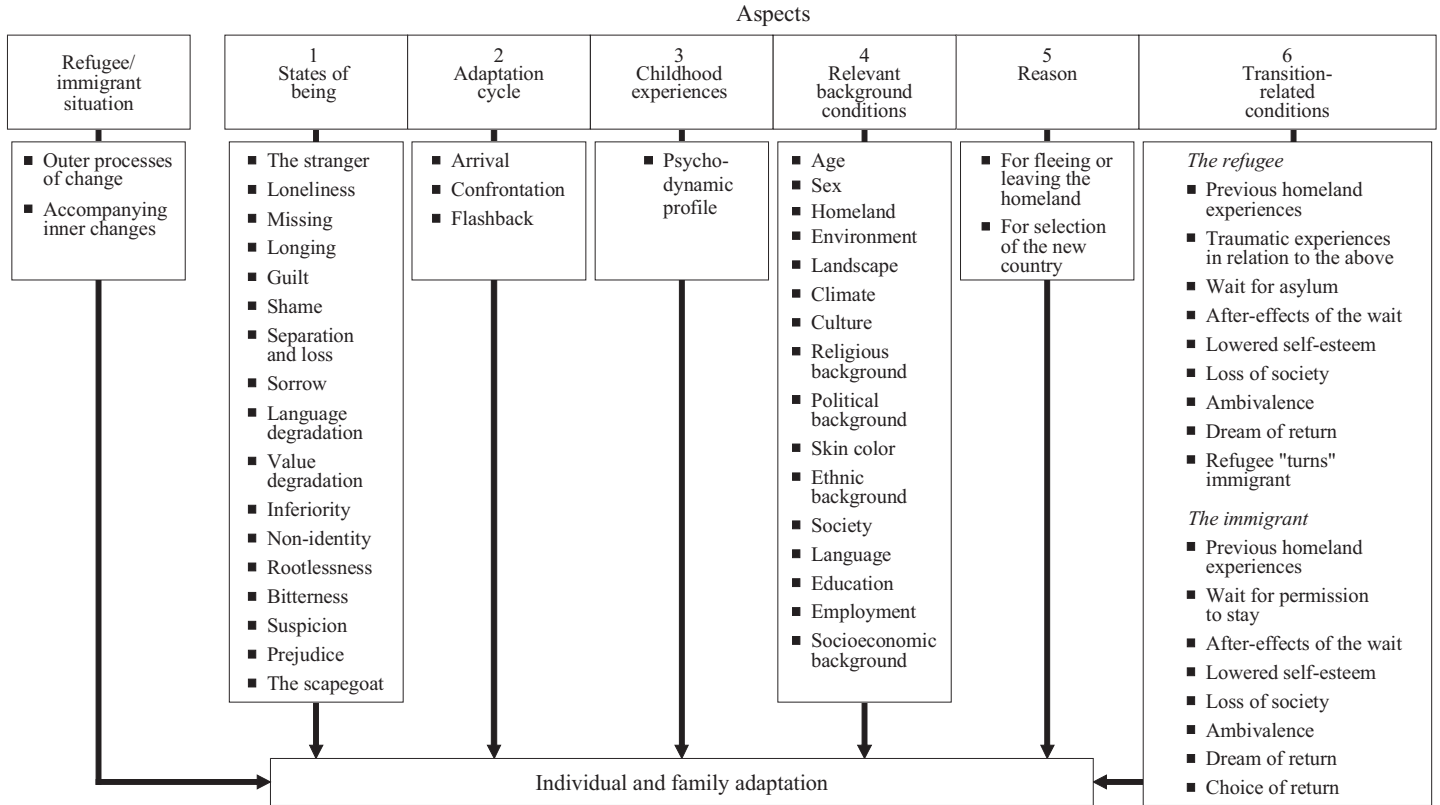 Aspects
Refugee/
immigrant
situation
1
States of
being
2
Adaptation
cycle
3
Childhood
experiences
4
Relevant
background
conditions
5
Reason
6
Transition-
related
conditions
■ Outer processes
of change
■ Accompanying
inner changes
■ The stranger
■ Loneliness
■ Missing
■ Longing
■ Guilt
■ Shame
■ Separation
and loss
■ Sorrow
■ Language
degradation
■ Value
degradation
■ Inferiority
■ Non-identity
■ Rootlessness
■ Bitterness
■ Suspicion
■ Prejudice
■ The scapegoat
■ Arrival
■ Confrontation
■ Flashback
■ Psycho-
dynamic
profile
■ Age
■ Sex
■ Homeland
■ Environment
■ Landscape
■ Climate
■ Culture
■ Religious
background
■ Political
background
■ Skin color
■ Ethnic
background
■ Society
■ Language
■ Education
■ Employment
■ Socioeconomic
background
■ For fleeing or
leaving the
homeland
■ For selection
of the new
country
The refugee
■ Previous homeland
experiences
■ Traumatic experiences
in relation to the above
■ Wait for asylum
■ After-effects of the wait
■ Lowered self-esteem
■ Loss of society
■ Ambivalence
■ Dream of return
■ Refugee "turns"
immigrant
The immigrant
■ Previous homeland
experiences
■ Wait for permission
to stay
■ After-effects of the wait
■ Lowered self-esteem
■ Loss of society
■ Ambivalence
■ Dream of return
■ Choice of return
Individual and family adaptation